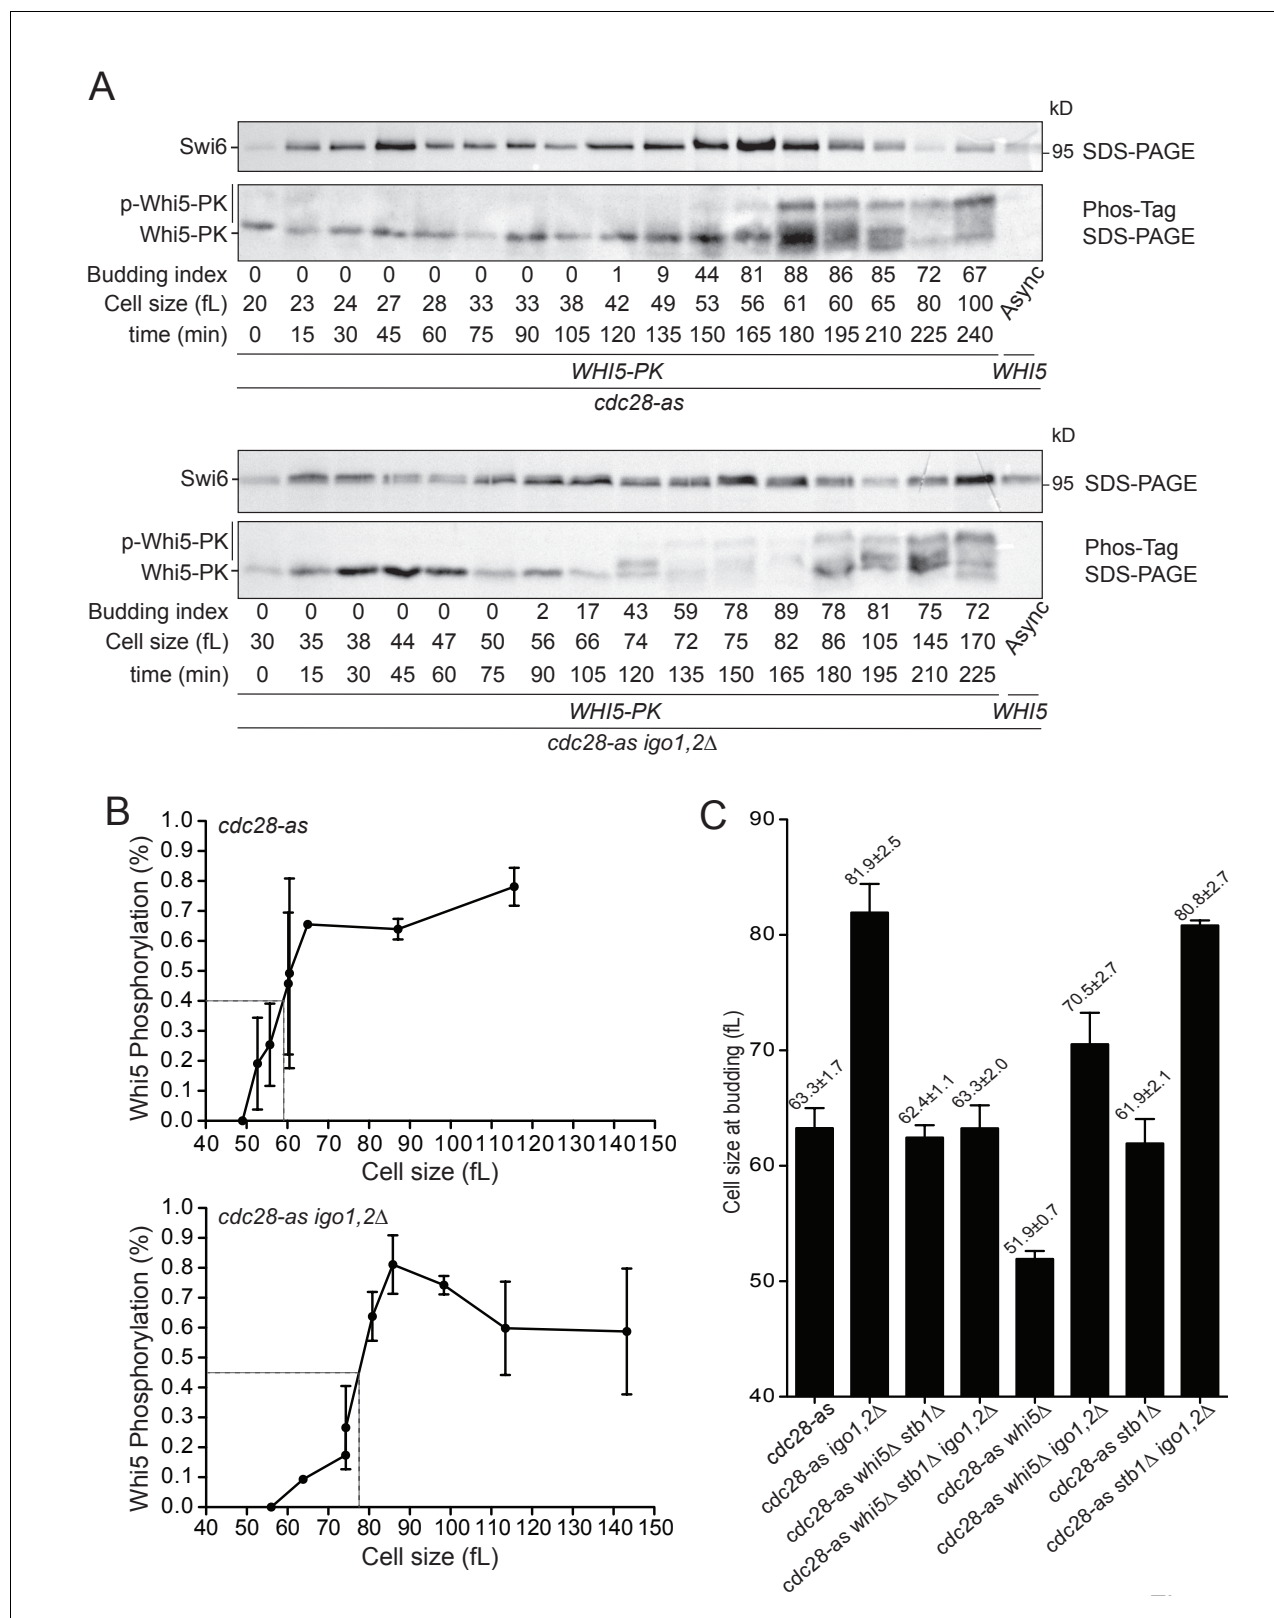 A
kD
Swi6
95 SDS-PAGE
p-Whi5-PK
Whi5-PK
Phos-Tag
SDS-PAGE
Budding index 0 0 0 0 0 0 0 0 1 9 44 81 88 86 85 72 67
Cell size (fL) 20 23 24 27 28 33 33 38 42 49 53 56 61 60 65 80 100
time (min) 0 15 30 45 60 75 90 105 120 135 150 165 180 195 210 225 240
Async
WHI5-PK WHI5
cdc28-as
kD
Swi6
95 SDS-PAGE
p-Whi5-PK
Whi5-PK
Phos-Tag
SDS-PAGE
Budding index 0 0 0 0 0 0 2 17 43 59 78 89 78 81 75 72
Cell size (fL) 30 35 38 44 47 50 56 66 74 72 75 82 86 105 145 170
time (min) 0 15 30 45 60 75 90 105 120 135 150 165 180 195 210 225
Async
WHI5-PK WHI5
cdc28-as igo1,2Δ
B
cdc28-as
Whi5 Phosphorylation (%)
1.0
0.9
0.8
0.7
0.6
0.5
0.4
0.3
0.2
0.1
0.0
40 50 60 70 80 90 100 110 120 130 140 150
Cell size (fL)
cdc28-as igo1,2Δ
Whi5 Phosphorylation (%)
1.0
0.9
0.8
0.7
0.6
0.5
0.4
0.3
0.2
0.1
0.0
40 50 60 70 80 90 100 110 120 130 140 150
Cell size (fL)
C
Cell size at budding (fL)
90
80
70
60
50
40
63.3±1.7
81.9±2.5
62.4±1.1
63.3±2.0
51.9±0.7
70.5±2.7
61.9±2.1
80.8±2.7
cdc28-as
cdc28-as igo1,2Δ
cdc28-as whi5Δ stb1Δ
cdc28-as whi5Δ stb1Δ igo1,2Δ
cdc28-as whi5Δ
cdc28-as whi5Δ igo1,2Δ
cdc28-as stb1Δ
cdc28-as stb1Δ igo1,2Δ